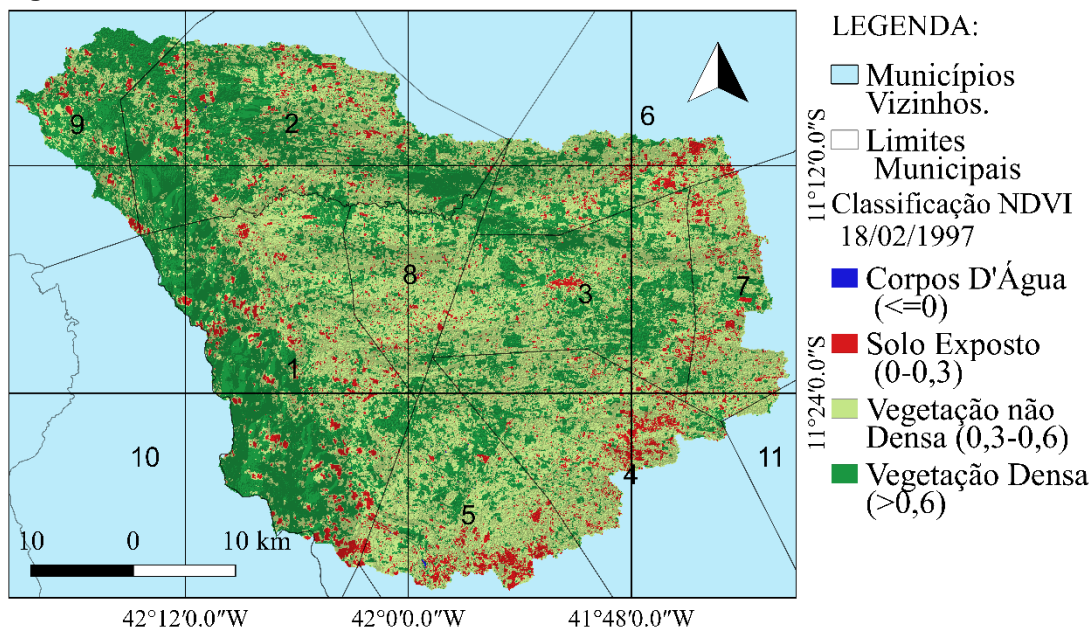 LEGENDA:
Municípios
Vizinhos.
Limites
Municipais
Classificação NDVI
18/02/1997
Corpos D'Água
(<=0)
Solo Exposto
(0-0,3)
Vegetação não
Densa (0,3-0,6)
Vegetação Densa
(>0,6)
9
2
6
8
3
7
1
10
5
4
11
11°12'0.0"S
11°24'0.0"S
10 0 10 km
42°12'0.0"W 42°00'0.0"W 41°48'0.0"W